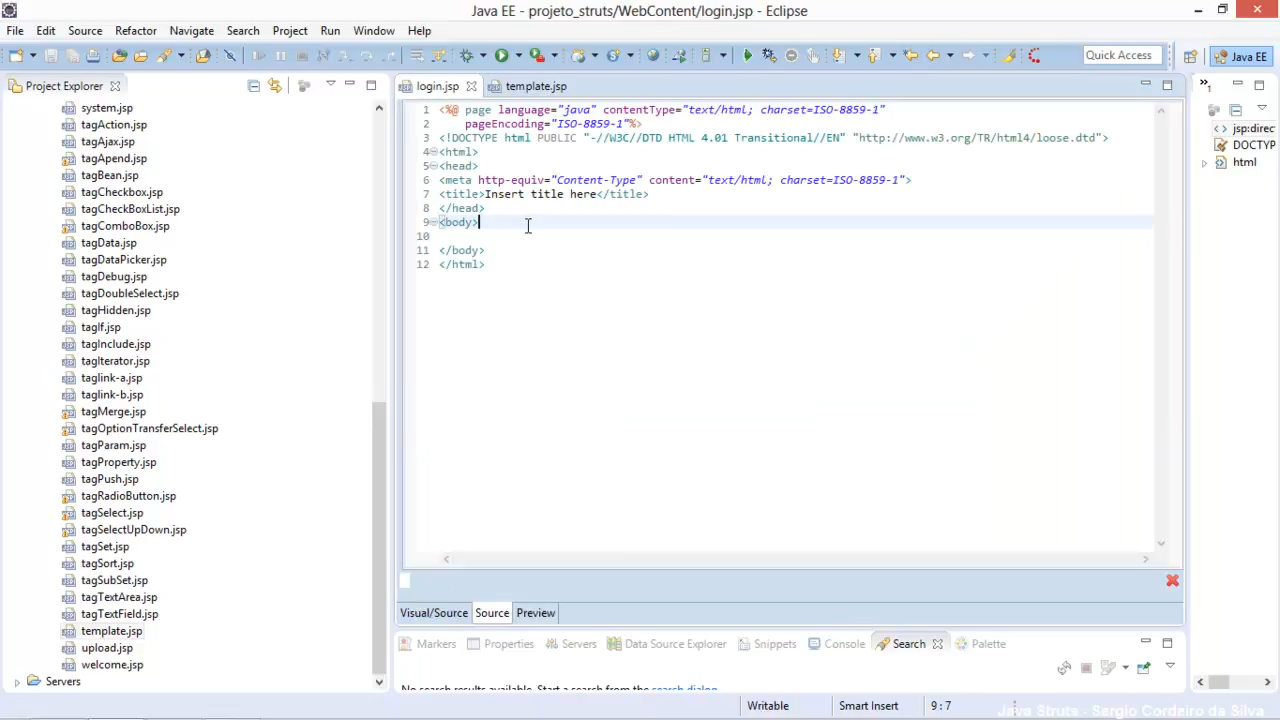 Java EE - projeto_struts/WebContent/login.jsp - Eclipse
File Edit Source Refactor Navigate Search Project Run Window Help
Quick Access
Java EE
Project Explorer
system.jsp
tagAction.jsp
tagAjax.jsp
tagApend.jsp
tagBean.jsp
tagCheckbox.jsp
tagCheckBoxList.jsp
tagComboBox.jsp
tagData.jsp
tagDataPicker.jsp
tagDebug.jsp
tagDoubleSelect.jsp
tagHidden.jsp
tagIf.jsp
tagInclude.jsp
tagIterator.jsp
taglink-a.jsp
taglink-b.jsp
tagMerge.jsp
tagOptionTransferSelect.jsp
tagParam.jsp
tagProperty.jsp
tagPush.jsp
tagRadioButton.jsp
tagSelect.jsp
tagSelectUpDown.jsp
tagSet.jsp
tagSort.jsp
tagSubSet.jsp
tagTextArea.jsp
tagTextField.jsp
template.jsp
upload.jsp
welcome.jsp
Servers
login.jsp template.jsp
1 <%@ page language="java" contentType="text/html; charset=ISO-8859-1"
2 pageEncoding="ISO-8859-1"%>
3 <!DOCTYPE html PUBLIC "-//W3C//DTD HTML 4.01 Transitional//EN" "http://www.w3.org/TR/html4/loose.dtd">
4 <html>
5 <head>
6 <meta http-equiv="Content-Type" content="text/html; charset=ISO-8859-1">
7 <title>Insert title here</title>
8 </head>
9 <body>
10
11 </body>
12 </html>
Visual/Source Source Preview
Markers Properties Servers Data Source Explorer Snippets Console Search Palette
No search results available. Start a search from the search dialog...
jsp:direc
DOCTYP
html
Writable Smart Insert 9 : 7
Java Struts - Sergio Cordeiro da Silva